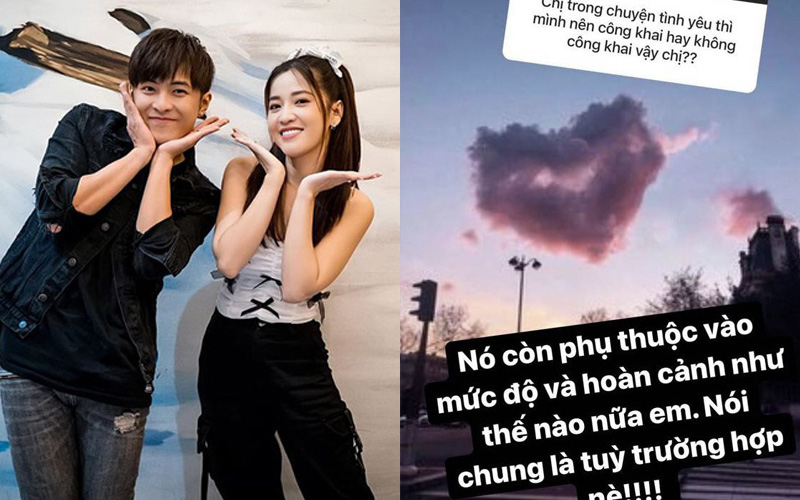 Chị trong chuyện tình yêu thì
mình nên công khai hay không
công khai vậy chị??
Nó còn phụ thuộc vào
mức độ và hoàn cảnh như
thế nào nữa em. Nói
chung là tuỳ trường hợp
nè!!!!